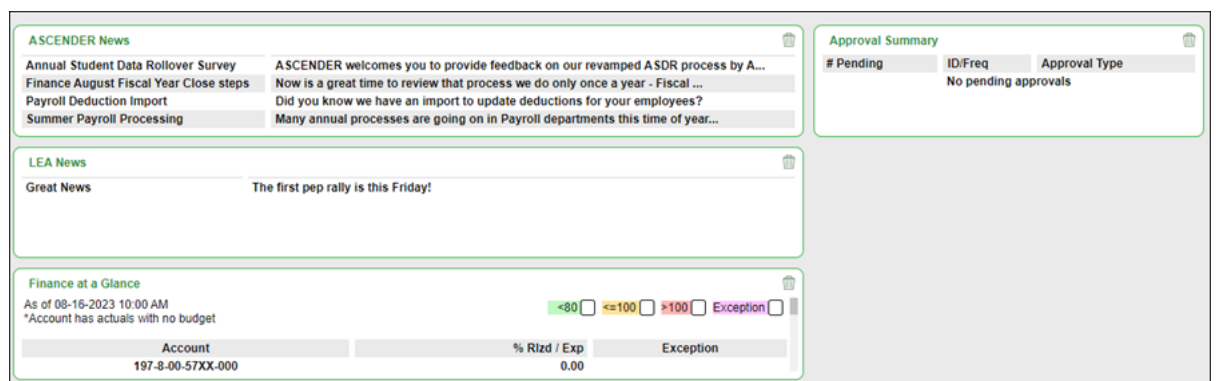 ASCENDER News
Annual Student Data Rollover Survey ASCENDER welcomes you to provide feedback on our revamped ASDR process by A...
Finance August Fiscal Year Close steps Now is a great time to review that process we do only once a year - Fiscal ...
Payroll Deduction Import Did you know we have an import to update deductions for your employees?
Summer Payroll Processing Many annual processes are going on in Payroll departments this time of year...
Approval Summary
# Pending ID/Freq Approval Type
No pending approvals
LEA News
Great News The first pep rally is this Friday!
Finance at a Glance
As of 08-16-2023 10:00 AM
*Account has actuals with no budget
<80 <=100 >100 Exception
Account % Rlzd / Exp Exception
197-8-00-57XX-000 0.00